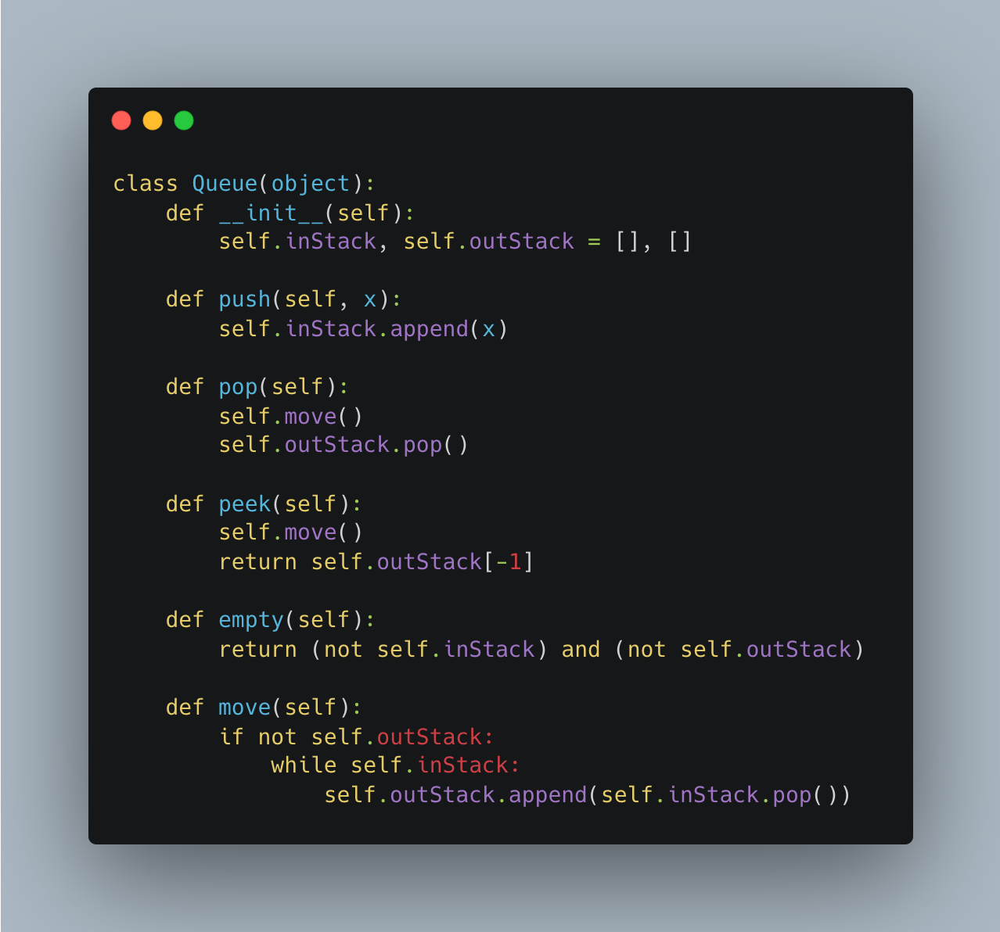 class Queue(object):
    def __init__(self):
        self.inStack, self.outStack = [], []

    def push(self, x):
        self.inStack.append(x)

    def pop(self):
        self.move()
        self.outStack.pop()

    def peek(self):
        self.move()
        return self.outStack[-1]

    def empty(self):
        return (not self.inStack) and (not self.outStack)

    def move(self):
        if not self.outStack:
            while self.inStack:
                self.outStack.append(self.inStack.pop())